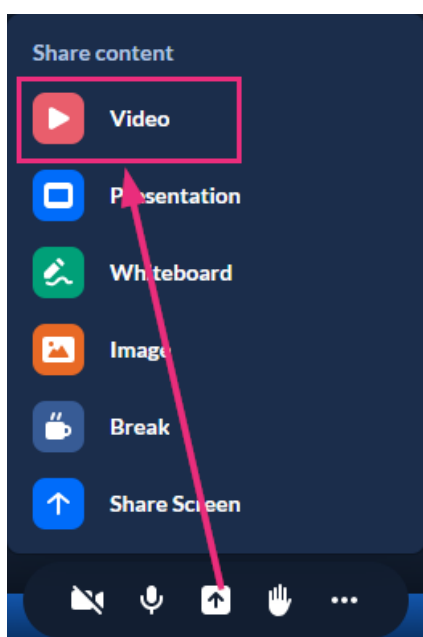 Share content
Video
Presentation
Whiteboard
Image
Break
Share Screen